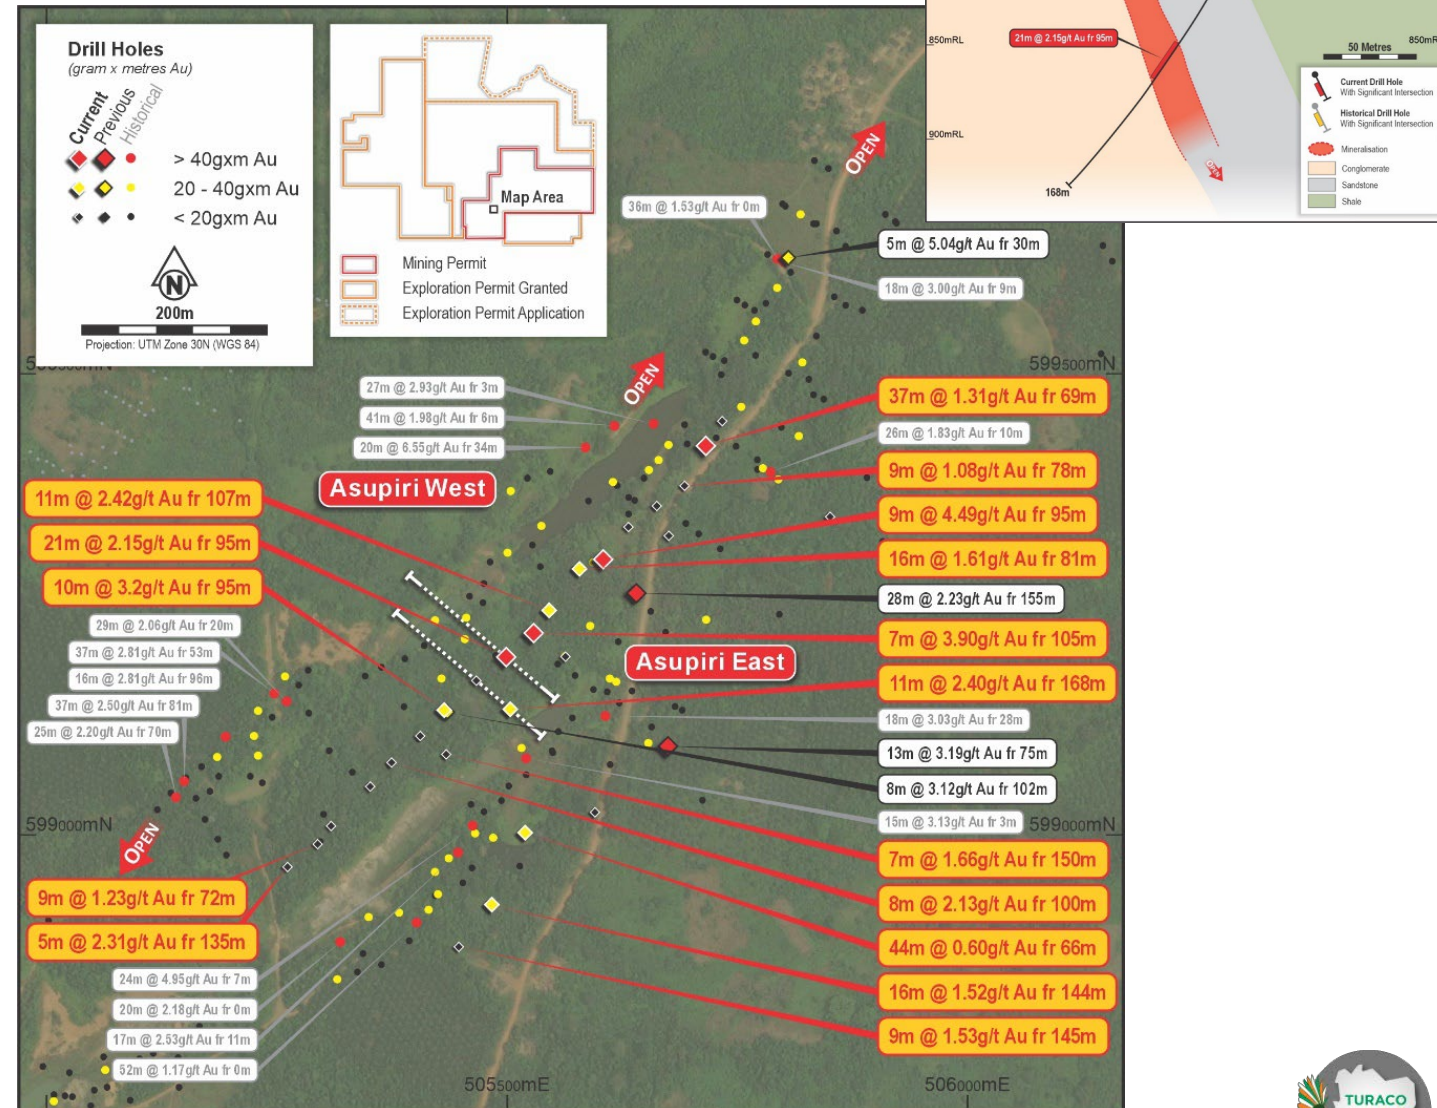 Drill Holes
(gram x metres Au)
Current
Previous
Historical
> 40gxm Au
20 - 40gxm Au
< 20gxm Au
N
200m
Projection: UTM Zone 30N (WGS 84)
Map Area
Mining Permit
Exploration Permit Granted
Exploration Permit Application
850mRL
21m @ 2.15g/t Au fr 95m
900mRL
168m
50 Metres
Current Drill Hole
With Significant Intersection
Historical Drill Hole
With Significant Intersection
Mineralisation
Conglomerate
Sandstone
Shale
OPEN
36m @ 1.53g/t Au fr 0m
5m @ 5.04g/t Au fr 30m
18m @ 3.00g/t Au fr 9m
599500mN
OPEN
27m @ 2.93g/t Au fr 3m
41m @ 1.98g/t Au fr 6m
20m @ 6.55g/t Au fr 34m
37m @ 1.31g/t Au fr 69m
26m @ 1.83g/t Au fr 10m
9m @ 1.08g/t Au fr 78m
9m @ 4.49g/t Au fr 95m
16m @ 1.61g/t Au fr 81m
28m @ 2.23g/t Au fr 155m
7m @ 3.90g/t Au fr 105m
11m @ 2.40g/t Au fr 168m
18m @ 3.03g/t Au fr 28m
13m @ 3.19g/t Au fr 75m
8m @ 3.12g/t Au fr 102m
15m @ 3.13g/t Au fr 3m
599000mN
7m @ 1.66g/t Au fr 150m
8m @ 2.13g/t Au fr 100m
44m @ 0.60g/t Au fr 66m
16m @ 1.52g/t Au fr 144m
9m @ 1.53g/t Au fr 145m
Asupiri West
Asupiri East
11m @ 2.42g/t Au fr 107m
21m @ 2.15g/t Au fr 95m
10m @ 3.2g/t Au fr 95m
29m @ 2.06g/t Au fr 20m
37m @ 2.81g/t Au fr 53m
16m @ 2.81g/t Au fr 96m
37m @ 2.50g/t Au fr 81m
25m @ 2.20g/t Au fr 70m
599000mN
OPEN
9m @ 1.23g/t Au fr 72m
5m @ 2.31g/t Au fr 135m
24m @ 4.95g/t Au fr 7m
20m @ 2.18g/t Au fr 0m
17m @ 2.53g/t Au fr 11m
52m @ 1.17g/t Au fr 0m
505500mE
506000mE
TURACO